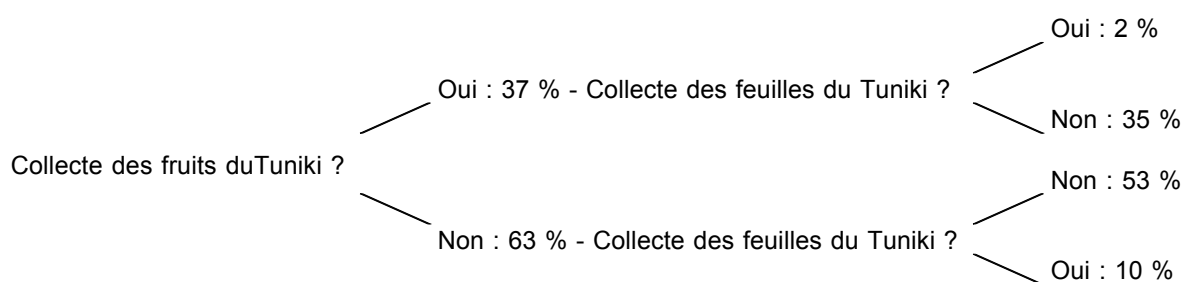 Oui : 2 %
Oui : 37 % - Collecte des feuilles du Tuniki ?
Non : 35 %
Collecte des fruits duTuniki ?
Non : 53 %
Non : 63 % - Collecte des feuilles du Tuniki ?
Oui : 10 %